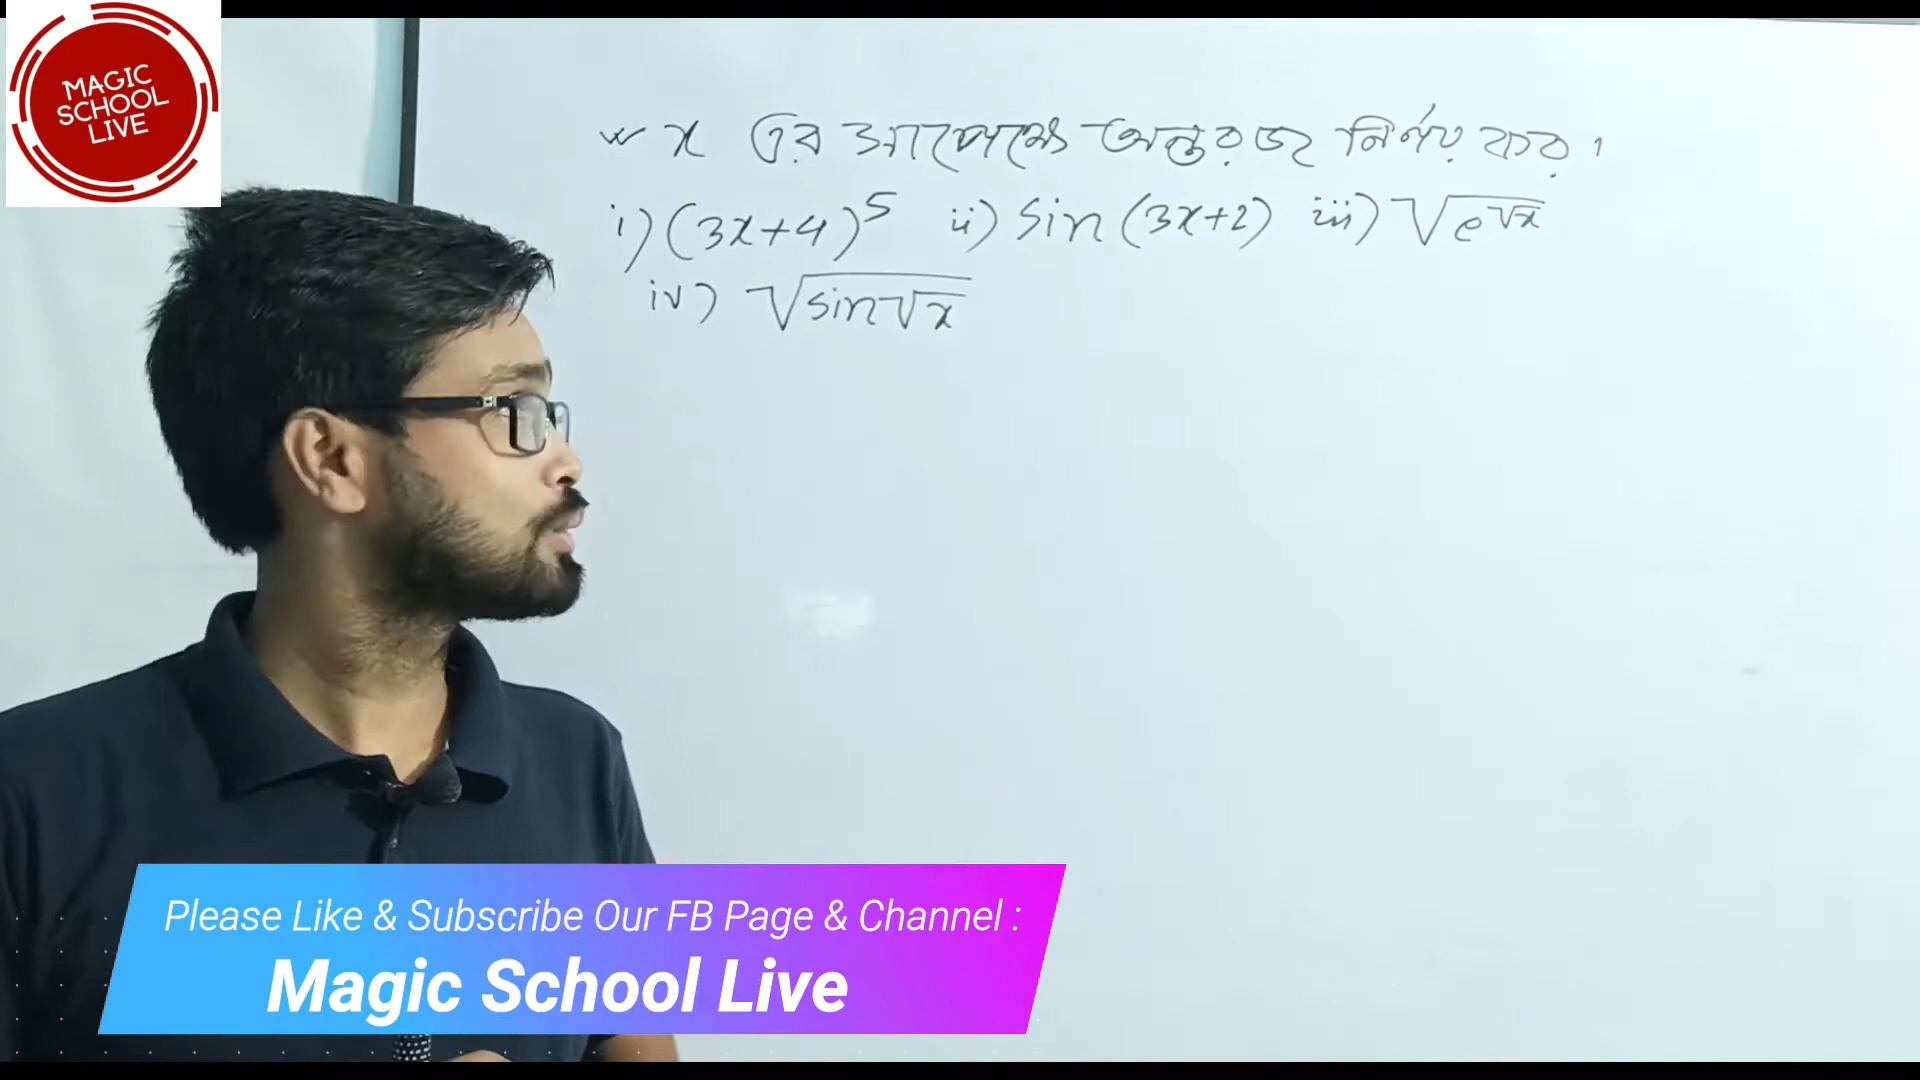 MAGIC
SCHOOL
LIVE
x এর সাপেক্ষে অন্তরজ নির্ণয় কর।
i) (3x+4)^5 ii) sin(3x+2) iii) √(e^√x)
iv) √(sin√x)
Please Like & Subscribe Our FB Page & Channel :
Magic School Live